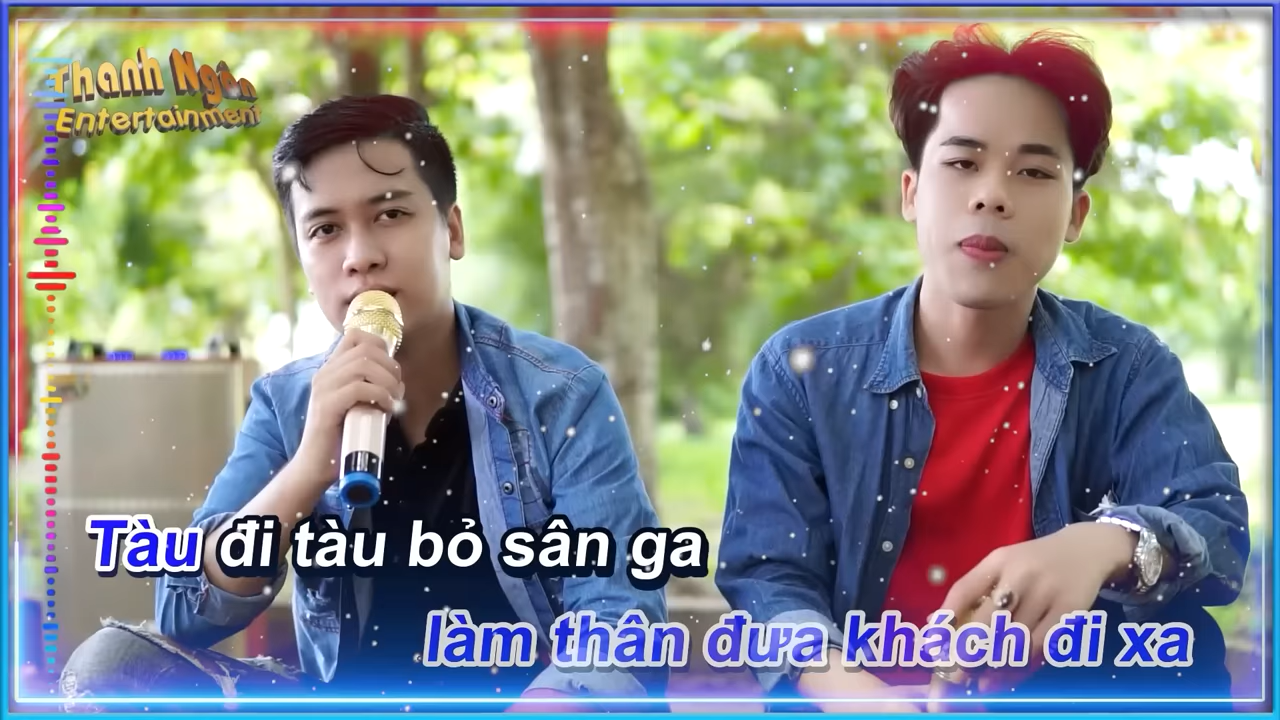 Thanh Ngân
Entertainment
Tàu đi tàu bỏ sân ga
làm thân đưa khách đi xa